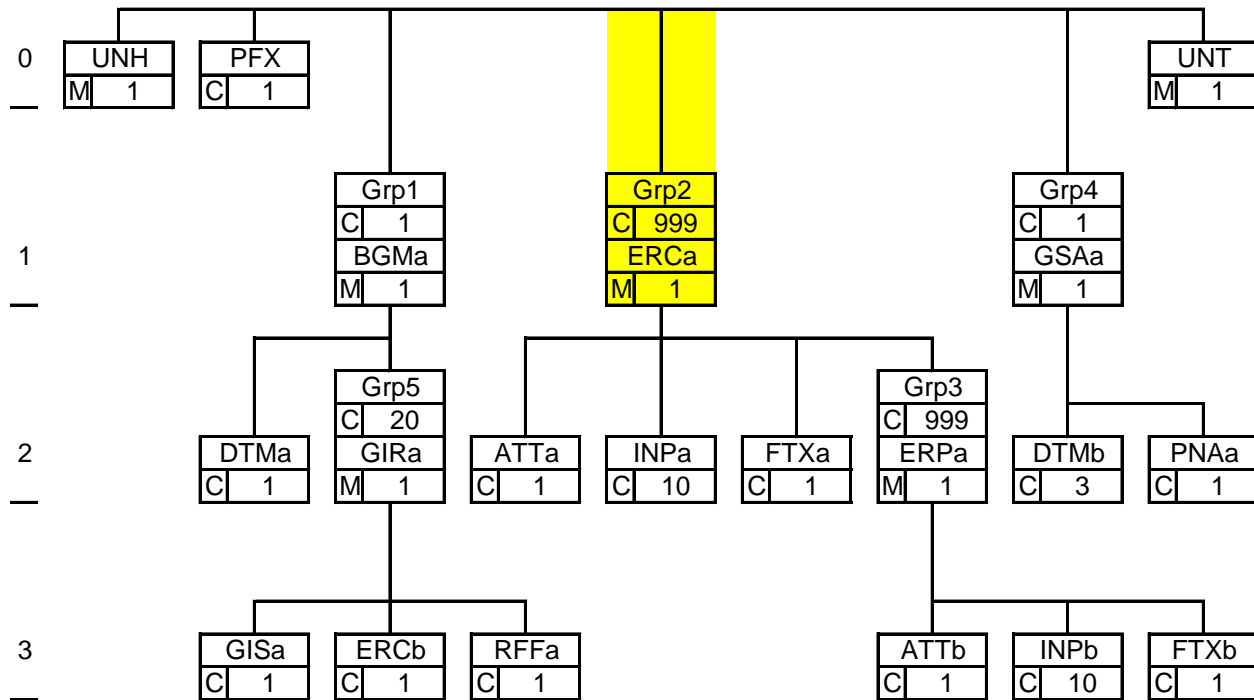 0 UNH PFX UNT
M 1 C 1 M 1
Grp1 Grp2 Grp4
C 1 C 999 C 1
1 BGMa ERCa GSAa
M 1 M 1 M 1
Grp5 Grp3
C 20 C 999
2 DTMa GIRa ATTa INPa FTXa ERPa DTMb PNAa
C 1 M 1 C 1 C 10 C 1 M 1 C 3 C 1
3 GISa ERCb RFFa ATTb INPb FTXb
C 1 C 1 C 1 C 1 C 10 C 1